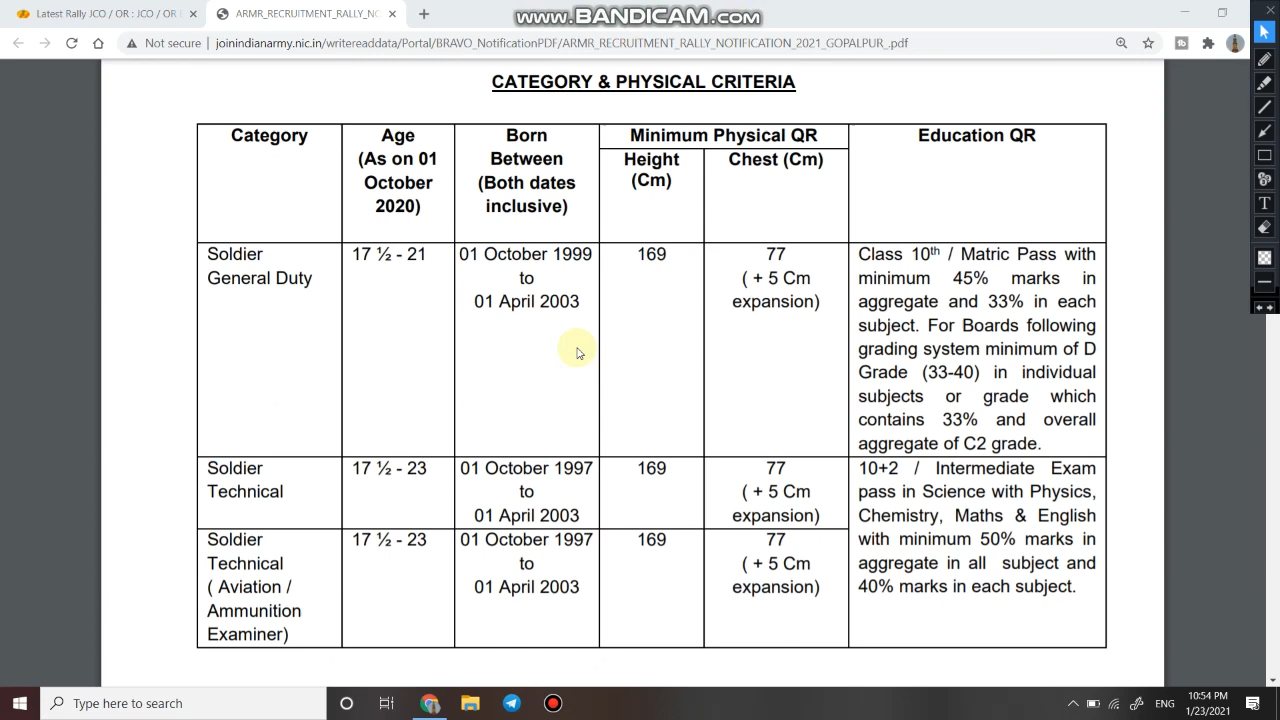 www.BANDICAM.com
Latest Rally JCO / OR : JCO / OR
ARMR_RECRUITMENT_RALLY_NO
Not secure | joinindianarmy.nic.in/writereaddata/Portal/BRAVO_NotificationPDF/ARMR_RECRUITMENT_RALLY_NOTIFICATION_2021_GOPALPUR_.pdf
CATEGORY & PHYSICAL CRITERIA
Category
Age
(As on 01
October
2020)
Born
Between
(Both dates
inclusive)
Minimum Physical QR
Height
(Cm)
Chest (Cm)
Education QR
Soldier
General Duty
17 ½ - 21
01 October 1999
to
01 April 2003
169
77
( + 5 Cm
expansion)
Class 10th / Matric Pass with
minimum 45% marks in
aggregate and 33% in each
subject. For Boards following
grading system minimum of D
Grade (33-40) in individual
subjects or grade which
contains 33% and overall
aggregate of C2 grade.
Soldier
Technical
17 ½ - 23
01 October 1997
to
01 April 2003
169
77
( + 5 Cm
expansion)
10+2 / Intermediate Exam
pass in Science with Physics,
Chemistry, Maths & English
with minimum 50% marks in
aggregate in all subject and
40% marks in each subject.
Soldier
Technical
( Aviation /
Ammunition
Examiner)
17 ½ - 23
01 October 1997
to
01 April 2003
169
77
( + 5 Cm
expansion)
Type here to search
ENG
10:54 PM
1/23/2021